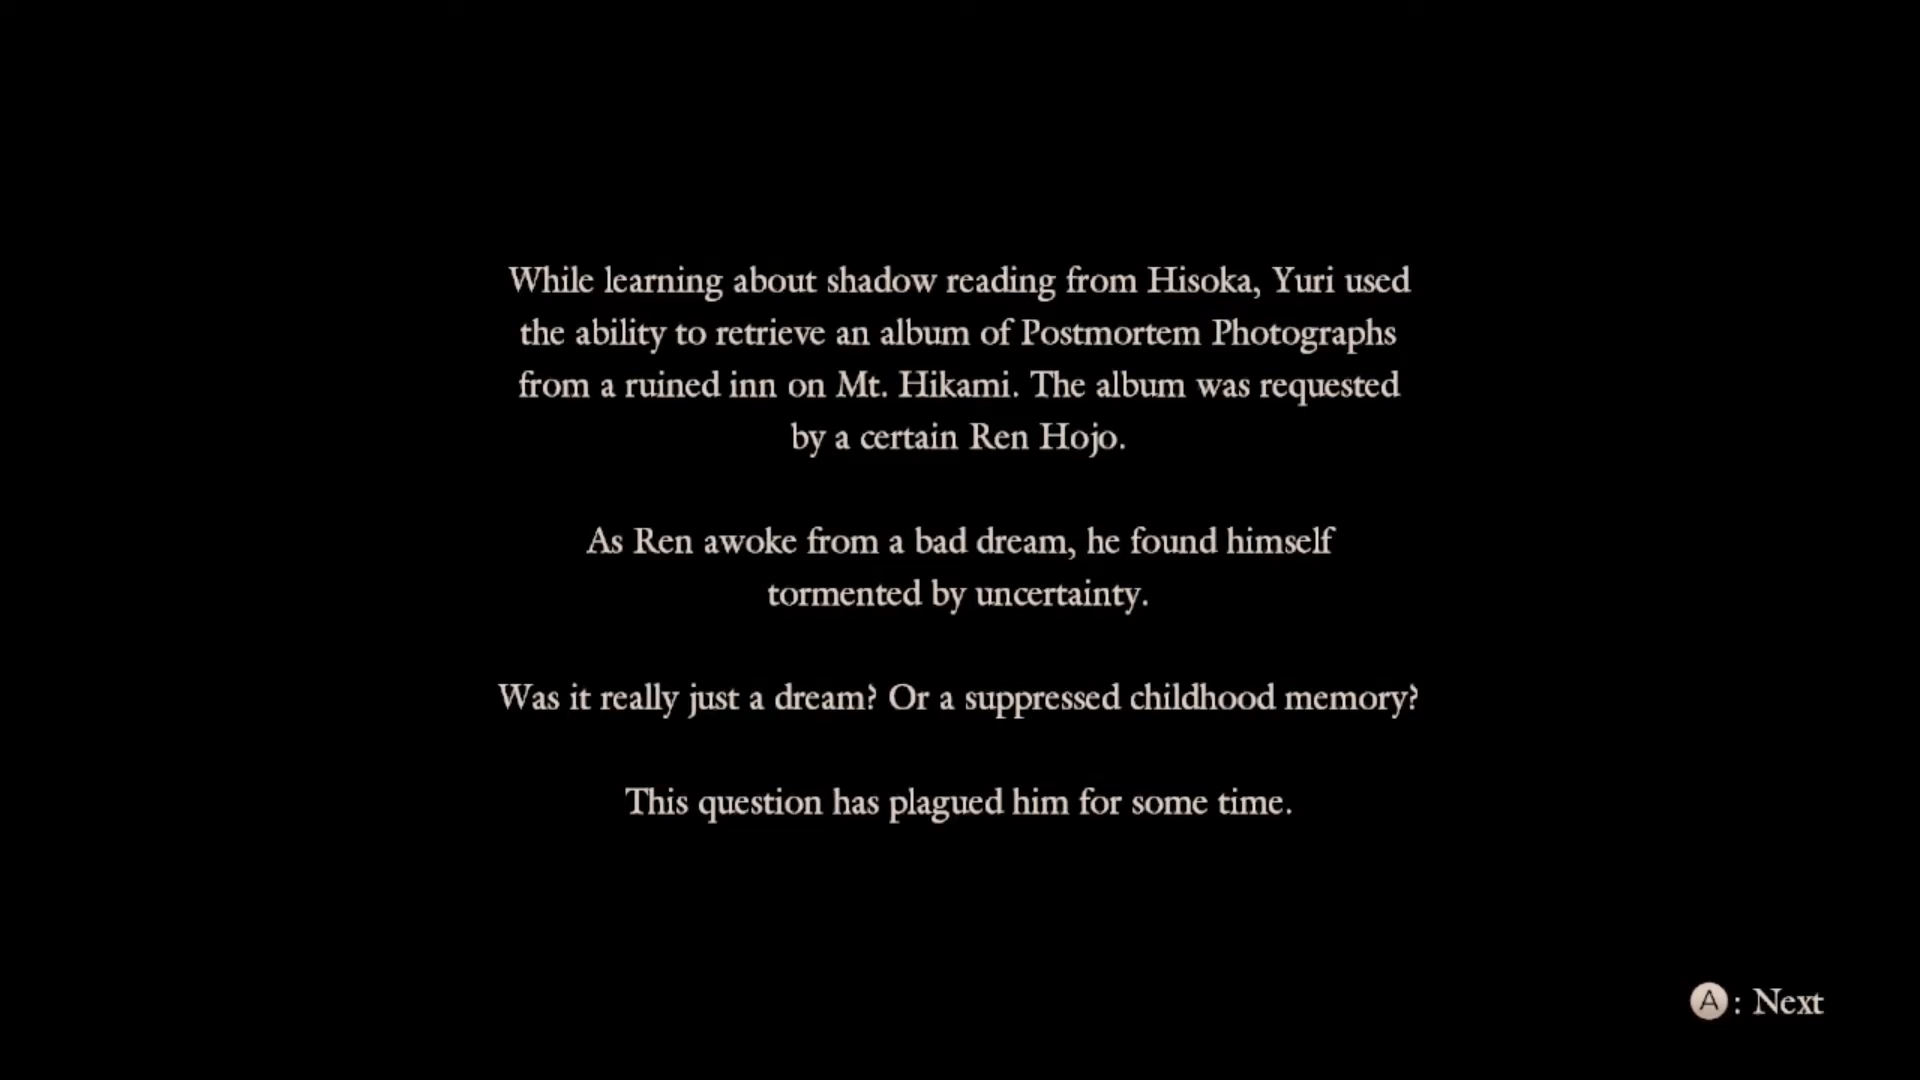 While learning about shadow reading from Hisoka, Yuri used
the ability to retrieve an album of Postmortem Photographs
from a ruined inn on Mt. Hikami. The album was requested
by a certain Ren Hojo.
As Ren awoke from a bad dream, he found himself
tormented by uncertainty.
Was it really just a dream? Or a suppressed childhood memory?
This question has plagued him for some time.
A : Next